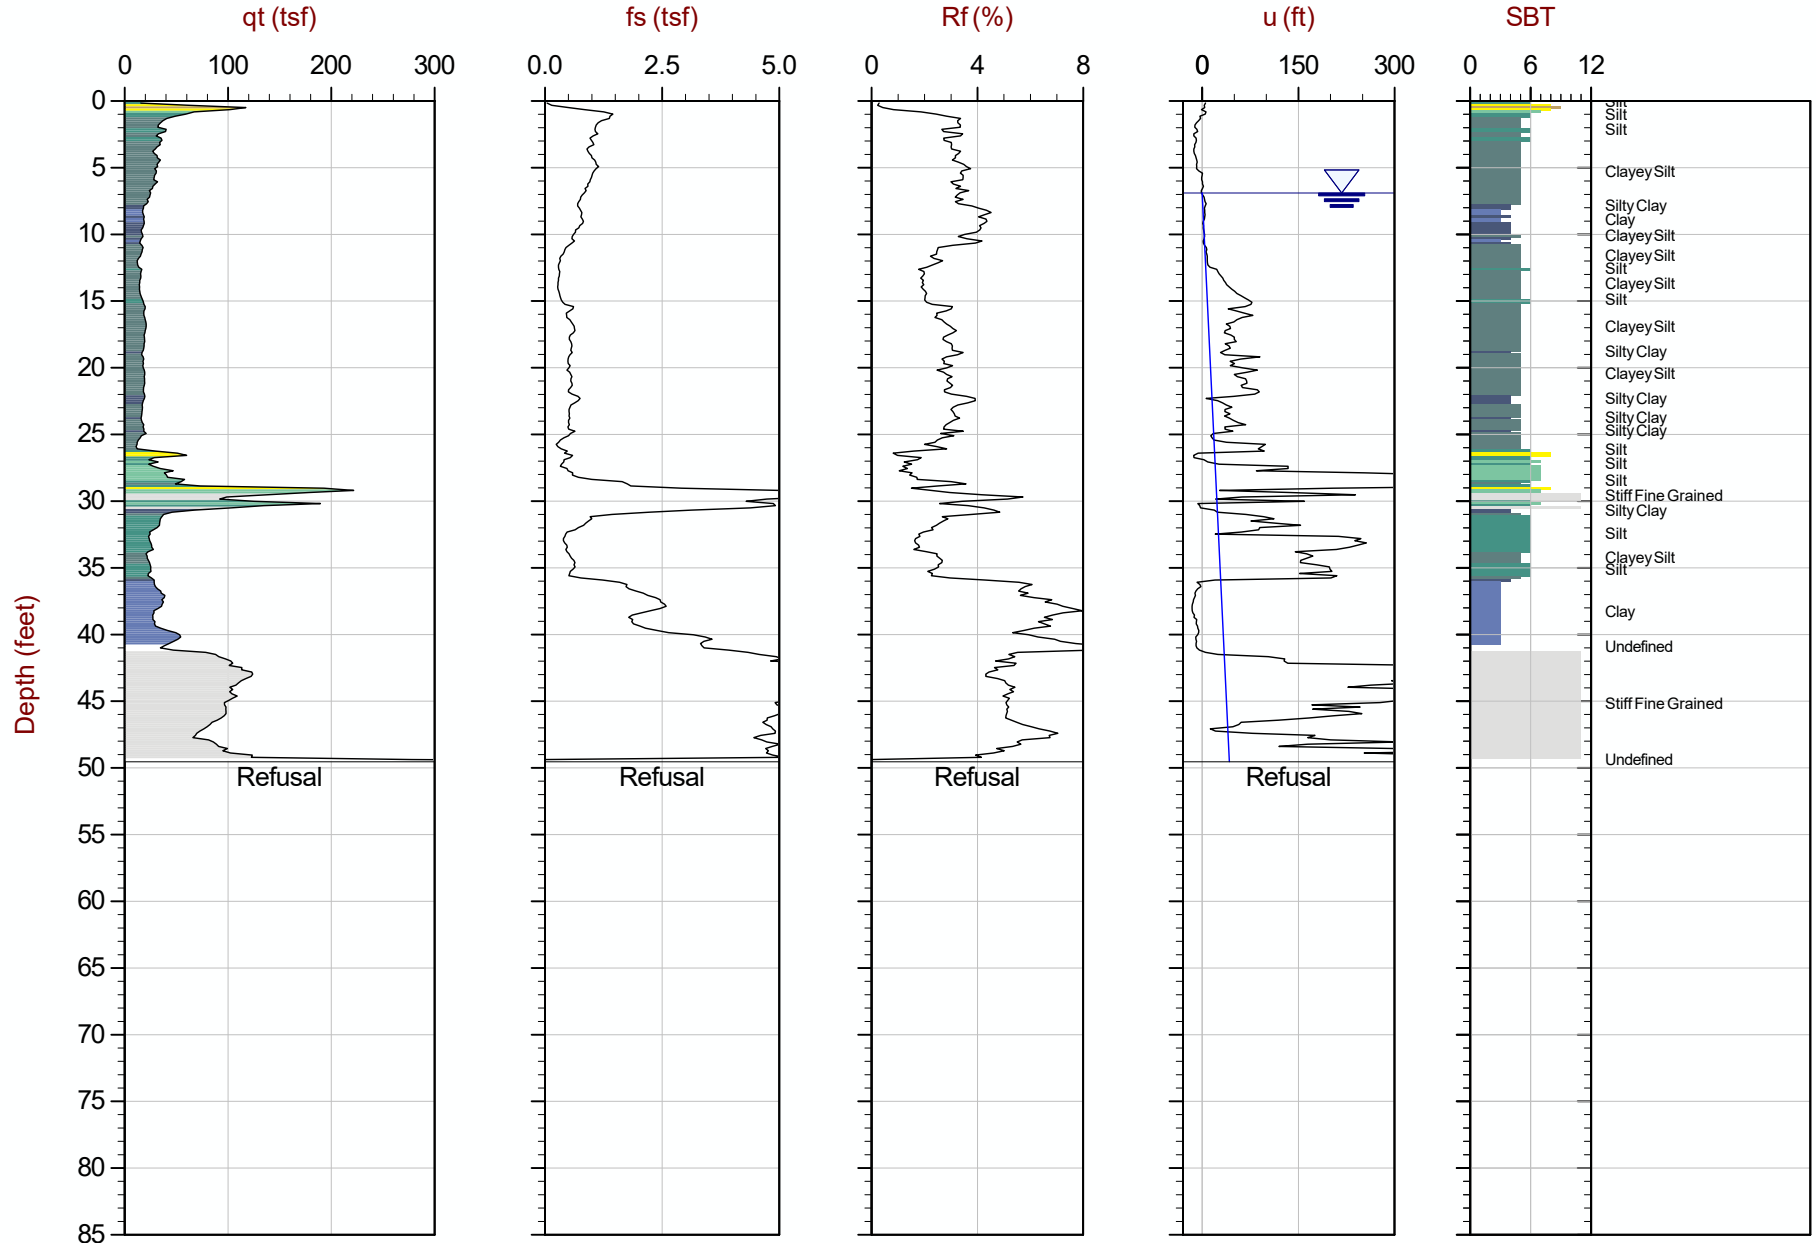 qt (tsf) fs (tsf) Rf (%) u (ft) SBT
0 100 200 300 0.0 2.5 5.0 0 4 8 0 150 300 0 6 12
0
5
10
15
20
25
30
35
40
45
50
55
60
65
70
75
80
85
Depth (feet)
Silt
Silt
Silt
Clayey Silt
Silty Clay
Clay
Clayey Silt
Clayey Silt
Silt
Clayey Silt
Silt
Clayey Silt
Silty Clay
Clayey Silt
Silty Clay
Silty Clay
Silty Clay
Silt
Silt
Silt
Stiff Fine Grained
Silty Clay
Silt
Clayey Silt
Silt
Clay
Undefined
Stiff Fine Grained
Undefined
Refusal Refusal Refusal Refusal